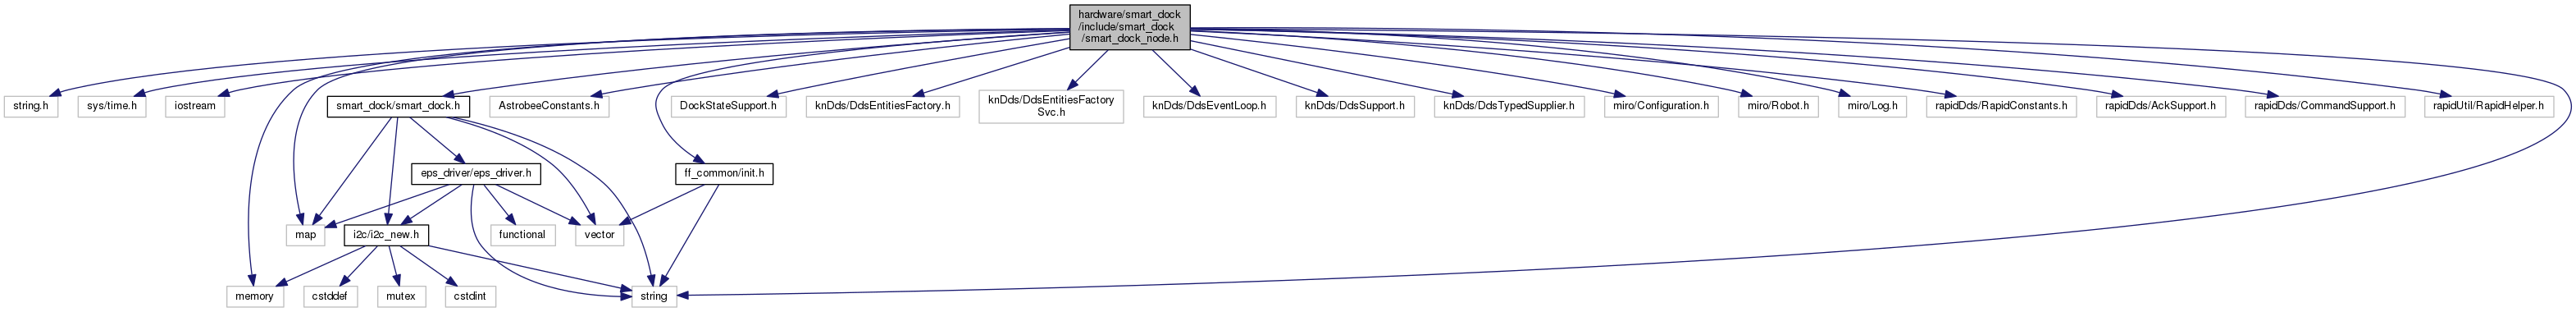 hardware/smart_dock
/include/smart_dock
/smart_dock_node.h
string.h
sys/time.h
iostream
smart_dock/smart_dock.h
AstrobeeConstants.h
DockStateSupport.h
knDds/DdsEntitiesFactory.h
knDds/DdsEntitiesFactory
Svc.h
knDds/DdsEventLoop.h
knDds/DdsSupport.h
knDds/DdsTypedSupplier.h
miro/Configuration.h
miro/Robot.h
miro/Log.h
rapidDds/RapidConstants.h
rapidDds/AckSupport.h
rapidDds/CommandSupport.h
rapidUtil/RapidHelper.h
eps_driver/eps_driver.h
ff_common/init.h
map
i2c/i2c_new.h
functional
vector
memory
cstddef
mutex
cstdint
string